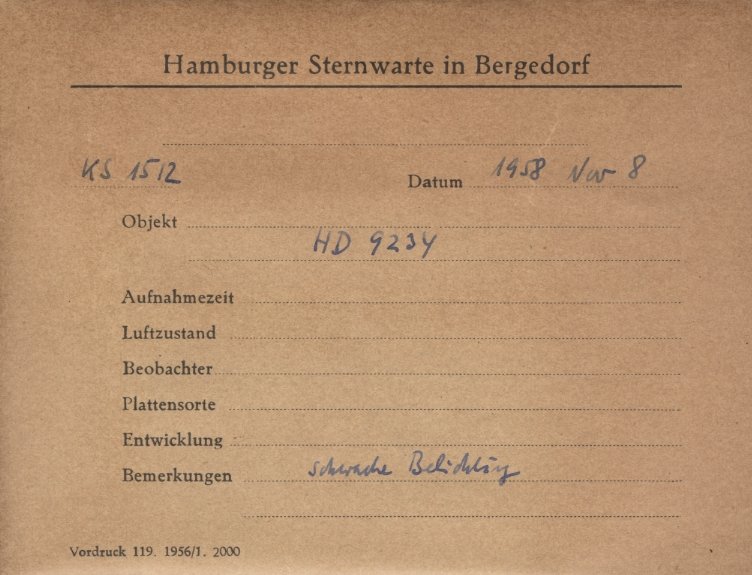 Hamburger Sternwarte in Bergedorf
KS 1512
Datum 1958 Nov 8
Objekt
HD 9234
Aufnahmezeit
Luftzustand
Beobachter
Plattensorte
Entwicklung
Bemerkungen schwache Belichtung
Vordruck 119. 1956/1. 2000